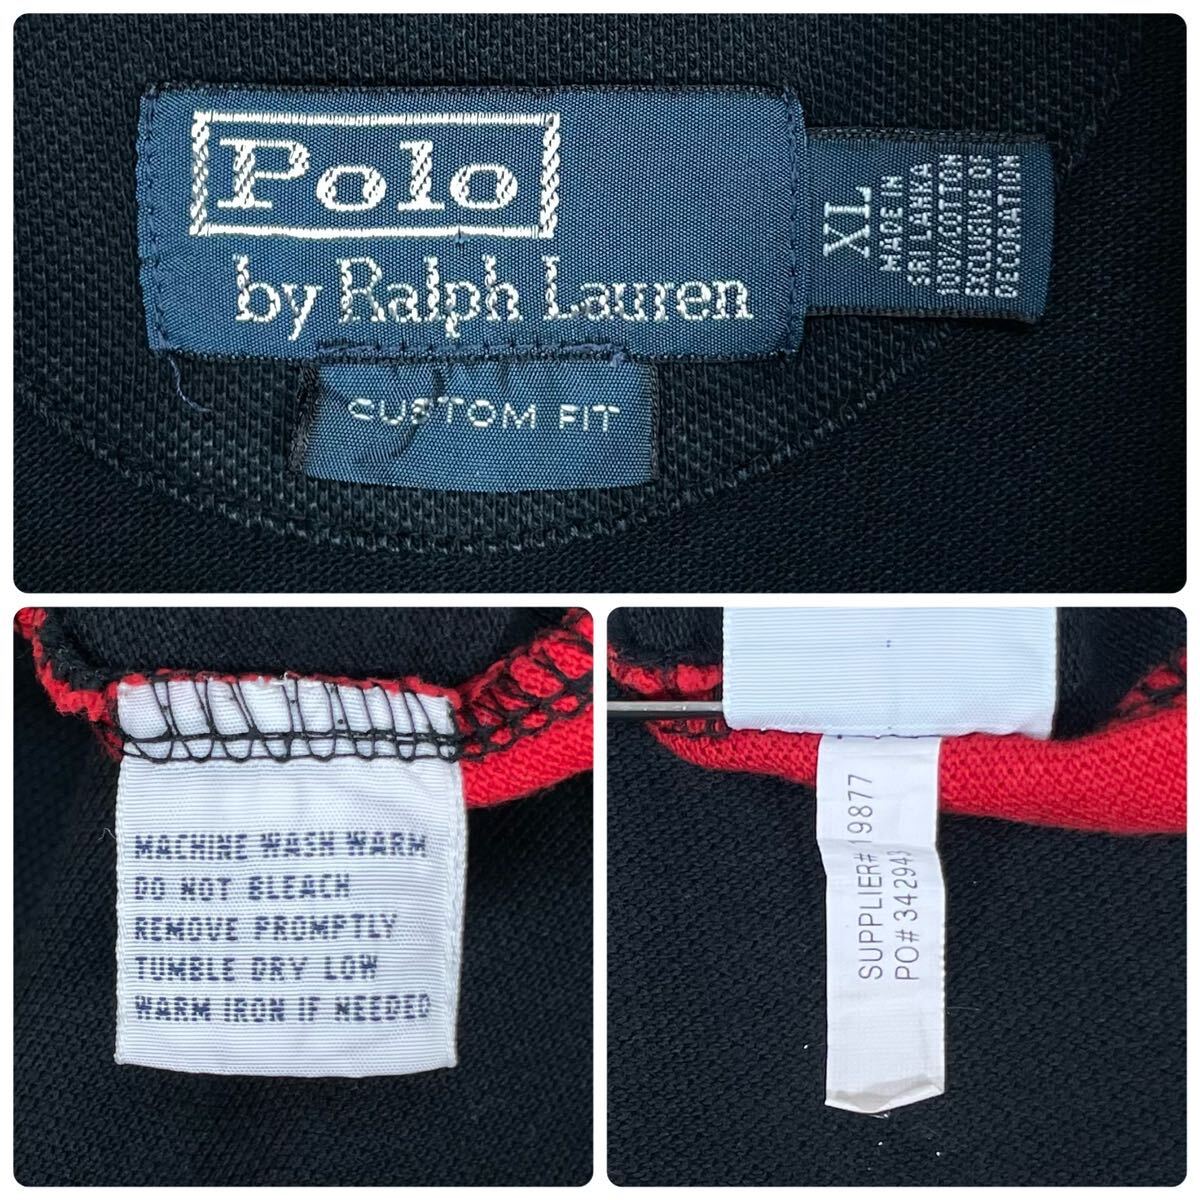 Polo
by Ralph Lauren
CUSTOM FIT
XL
MADE IN
SRI LANKA
100% COTTON
EXCLUSIVE OF
DECORATION
MACHINE WASH WARM
DO NOT BLEACH
REMOVE PROMPTLY
TUMBLE DRY LOW
WARM IRON IF NEEDED
SUPPLIER# 19877
PO# 342943